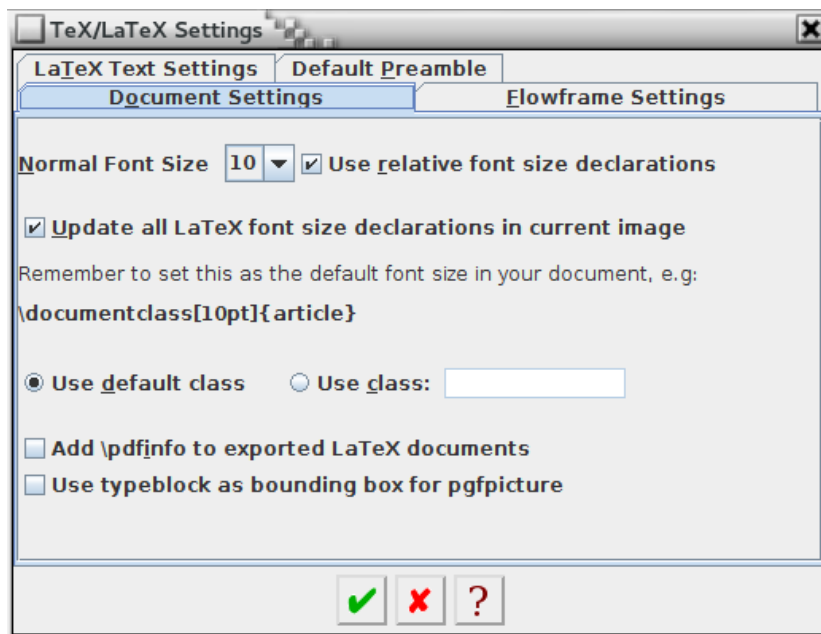 TeX/LaTeX Settings
LaTeX Text Settings Default Preamble
Document Settings Flowframe Settings
Normal Font Size 10 Use relative font size declarations
Update all LaTeX font size declarations in current image
Remember to set this as the default font size in your document, e.g:
\documentclass[10pt]{article}
Use default class Use class:
Add \pdfinfo to exported LaTeX documents
Use typeblock as bounding box for pgfpicture
?